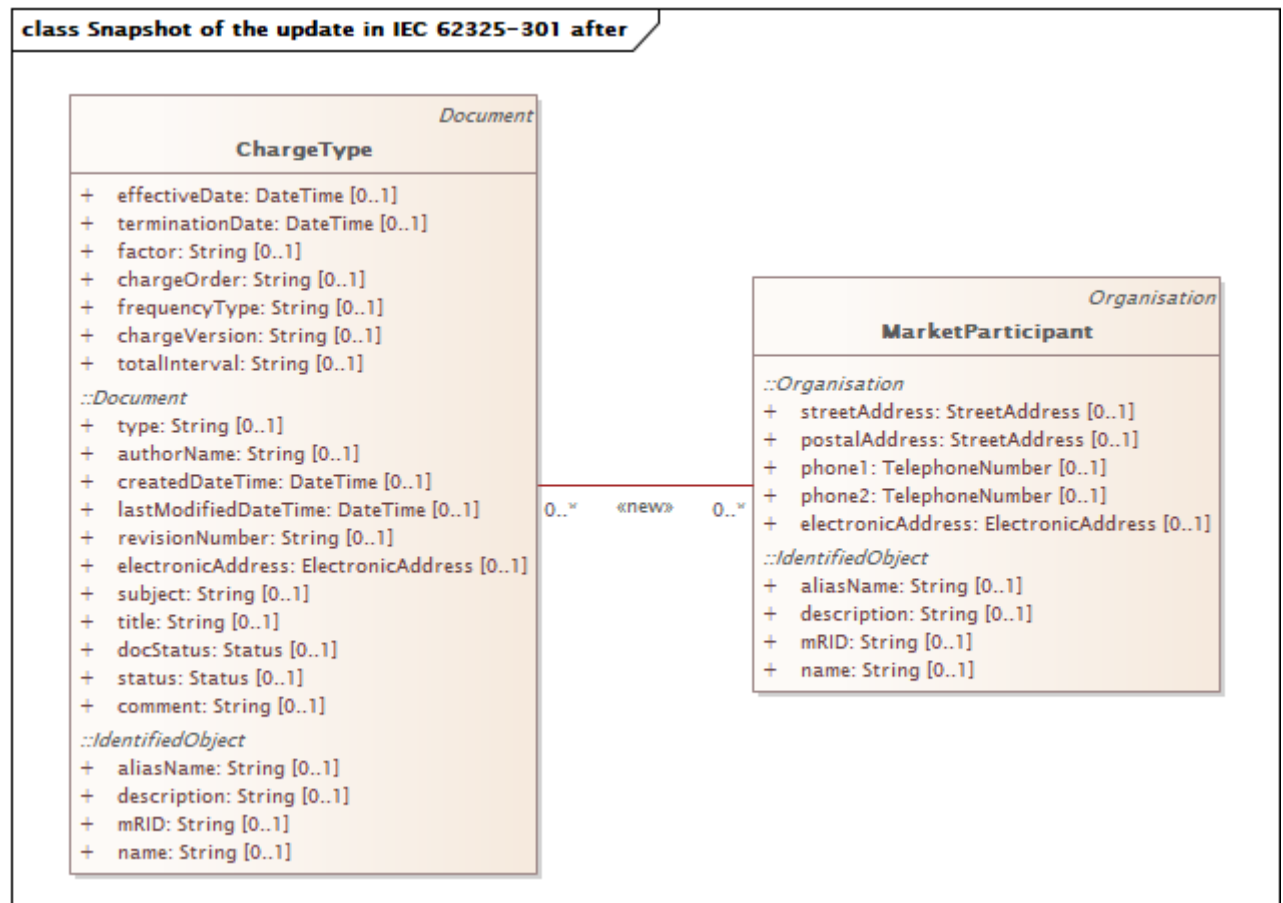 class Snapshot of the update in IEC 62325-301 after
Document
ChargeType
+ effectiveDate: DateTime [0..1]
+ terminationDate: DateTime [0..1]
+ factor: String [0..1]
+ chargeOrder: String [0..1]
+ frequencyType: String [0..1]
+ chargeVersion: String [0..1]
+ totalInterval: String [0..1]
::Document
+ type: String [0..1]
+ authorName: String [0..1]
+ createdDateTime: DateTime [0..1]
+ lastModifiedDateTime: DateTime [0..1]
+ revisionNumber: String [0..1]
+ electronicAddress: ElectronicAddress [0..1]
+ subject: String [0..1]
+ title: String [0..1]
+ docStatus: Status [0..1]
+ status: Status [0..1]
+ comment: String [0..1]
::IdentifiedObject
+ aliasName: String [0..1]
+ description: String [0..1]
+ mRID: String [0..1]
+ name: String [0..1]
0..* «new» 0..*
Organisation
MarketParticipant
::Organisation
+ streetAddress: StreetAddress [0..1]
+ postalAddress: StreetAddress [0..1]
+ phone1: TelephoneNumber [0..1]
+ phone2: TelephoneNumber [0..1]
+ electronicAddress: ElectronicAddress [0..1]
::IdentifiedObject
+ aliasName: String [0..1]
+ description: String [0..1]
+ mRID: String [0..1]
+ name: String [0..1]